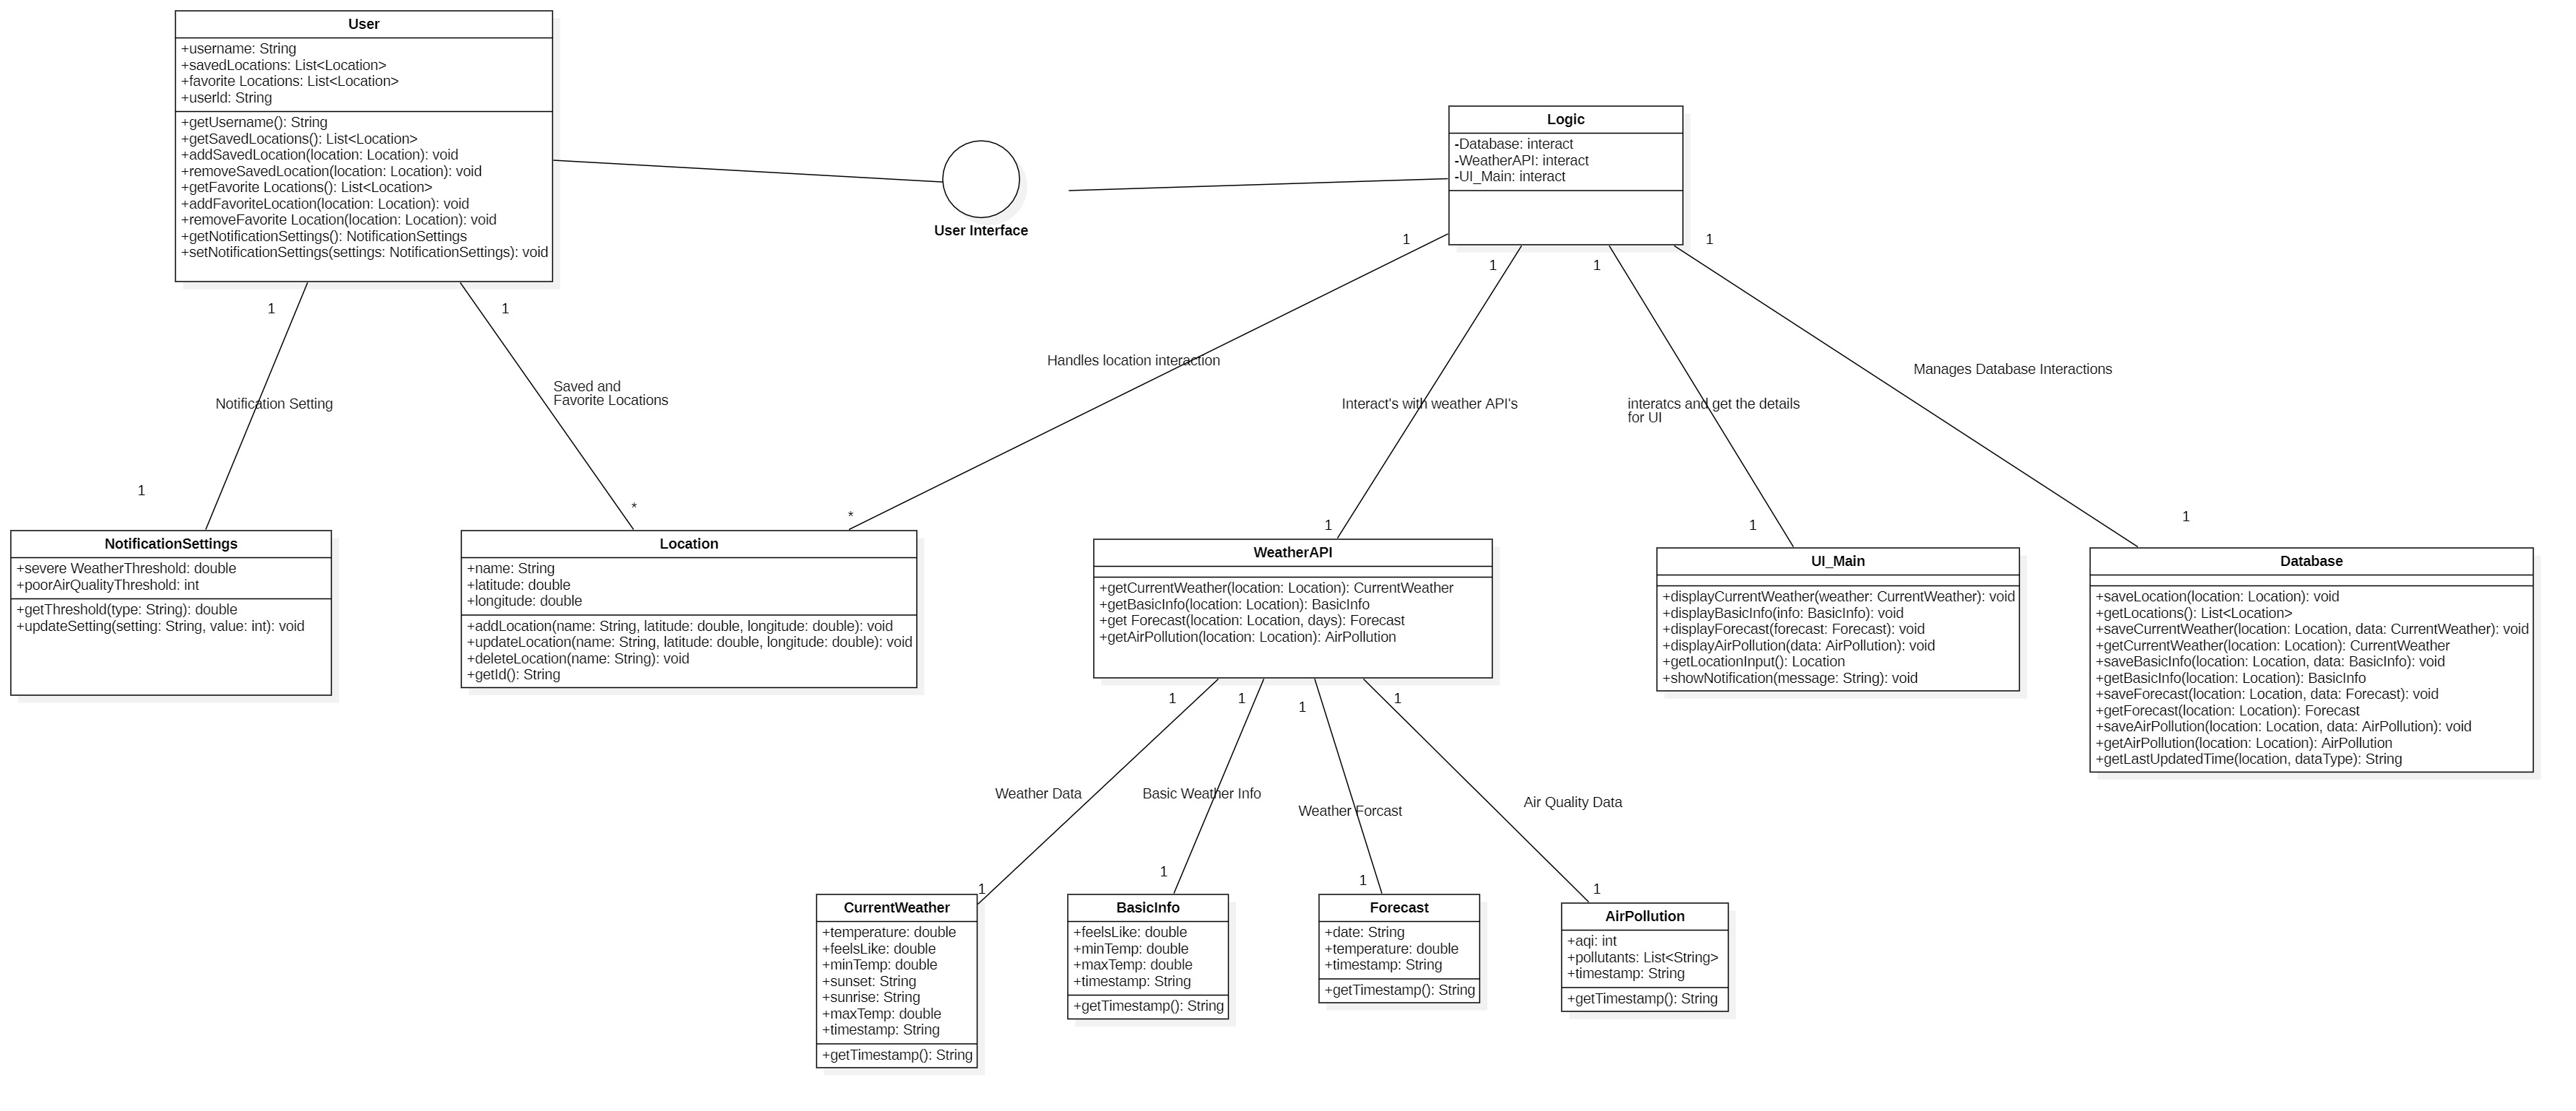 User
+username: String
+savedLocations: List<Location>
+favorite Locations: List<Location>
+userId: String
+getUsername(): String
+getSavedLocations(): List<Location>
+addSavedLocation(location: Location): void
+removeSavedLocation(location: Location): void
+getFavorite Locations(): List<Location>
+addFavoriteLocation(location: Location): void
+removeFavorite Location(location: Location): void
+getNotificationSettings(): NotificationSettings
+setNotificationSettings(settings: NotificationSettings): void
User Interface
Logic
-Database: interact
-WeatherAPI: interact
-UI_Main: interact
1
1
1
1
1
1
Notification Setting
Saved and
Favorite Locations
Handles location interaction
Interact's with weather API's
interatcs and get the details
for UI
Manages Database Interactions
1
*
*
1
1
1
NotificationSettings
+severe WeatherThreshold: double
+poorAirQualityThreshold: int
+getThreshold(type: String): double
+updateSetting(setting: String, value: int): void
Location
+name: String
+latitude: double
+longitude: double
+addLocation(name: String, latitude: double, longitude: double): void
+updateLocation(name: String, latitude: double, longitude: double): void
+deleteLocation(name: String): void
+getId(): String
WeatherAPI
+getCurrentWeather(location: Location): CurrentWeather
+getBasicInfo(location: Location): BasicInfo
+get Forecast(location: Location, days): Forecast
+getAirPollution(location: Location): AirPollution
UI_Main
+displayCurrentWeather(weather: CurrentWeather): void
+displayBasicInfo(info: BasicInfo): void
+displayForecast(forecast: Forecast): void
+displayAirPollution(data: AirPollution): void
+getLocationInput(): Location
+showNotification(message: String): void
Database
+saveLocation(location: Location): void
+getLocations(): List<Location>
+saveCurrentWeather(location: Location, data: CurrentWeather): void
+getCurrentWeather(location: Location): CurrentWeather
+saveBasicInfo(location: Location, data: BasicInfo): void
+getBasicInfo(location: Location): BasicInfo
+saveForecast(location: Location, data: Forecast): void
+getForecast(location: Location): Forecast
+saveAirPollution(location: Location, data: AirPollution): void
+getAirPollution(location: Location): AirPollution
+getLastUpdatedTime(location, dataType): String
1
1
1
1
Weather Data
Basic Weather Info
Weather Forcast
Air Quality Data
1
1
1
1
CurrentWeather
+temperature: double
+feelsLike: double
+minTemp: double
+sunset: String
+sunrise: String
+maxTemp: double
+timestamp: String
+getTimestamp(): String
BasicInfo
+feelsLike: double
+minTemp: double
+maxTemp: double
+timestamp: String
+getTimestamp(): String
Forecast
+date: String
+temperature: double
+timestamp: String
+getTimestamp(): String
AirPollution
+aqi: int
+pollutants: List<String>
+timestamp: String
+getTimestamp(): String